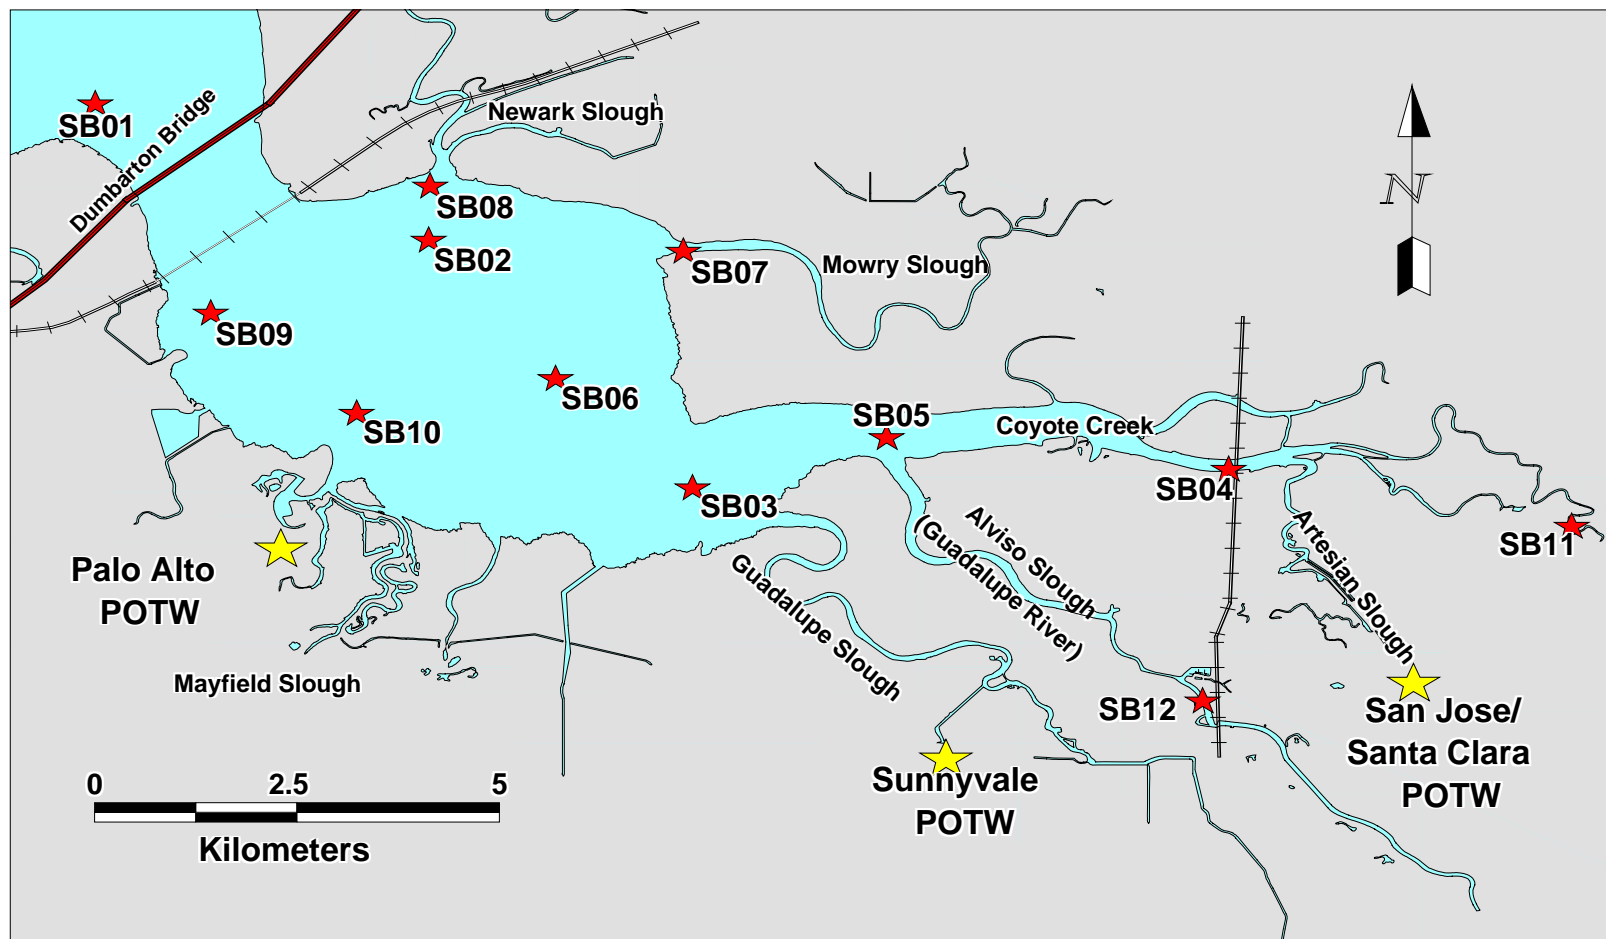 SB01
Dumbarton Bridge
Newark Slough
SB08
SB02
SB07
Mowry Slough
N
SB09
SB06
SB10
SB05
Coyote Creek
SB03
SB04
SB11
Palo Alto
POTW
Mayfield Slough
Guadalupe Slough
Alviso Slough
(Guadalupe River)
Artesian Slough
SB12
San Jose/
Santa Clara
POTW
Sunnyvale
POTW
0 2.5 5
Kilometers